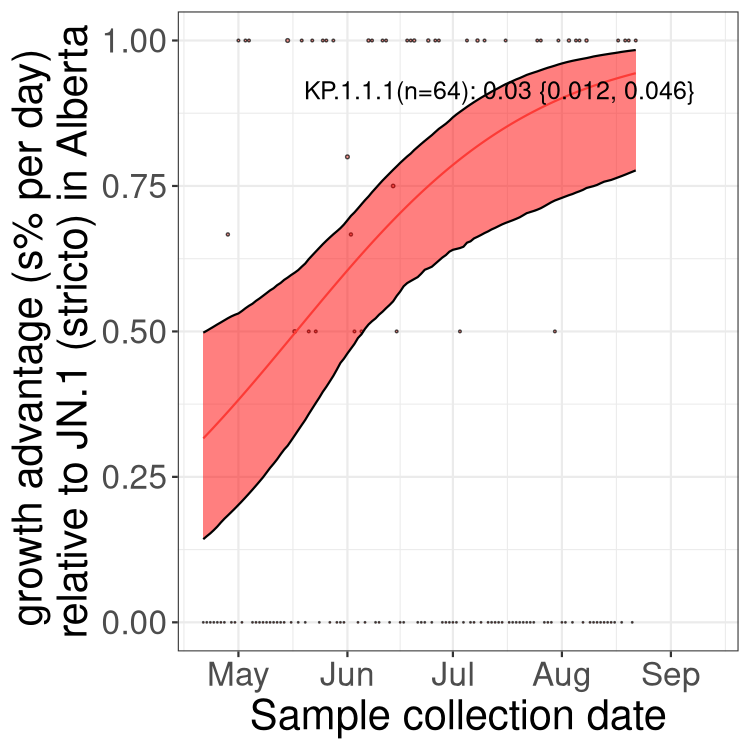 growth advantage (s% per day)
relative to JN.1 (stricto) in Alberta
1.00
0.75
0.50
0.25
0.00
KP.1.1.1(n=64): 0.03 {0.012, 0.046}
May Jun Jul Aug Sep
Sample collection date